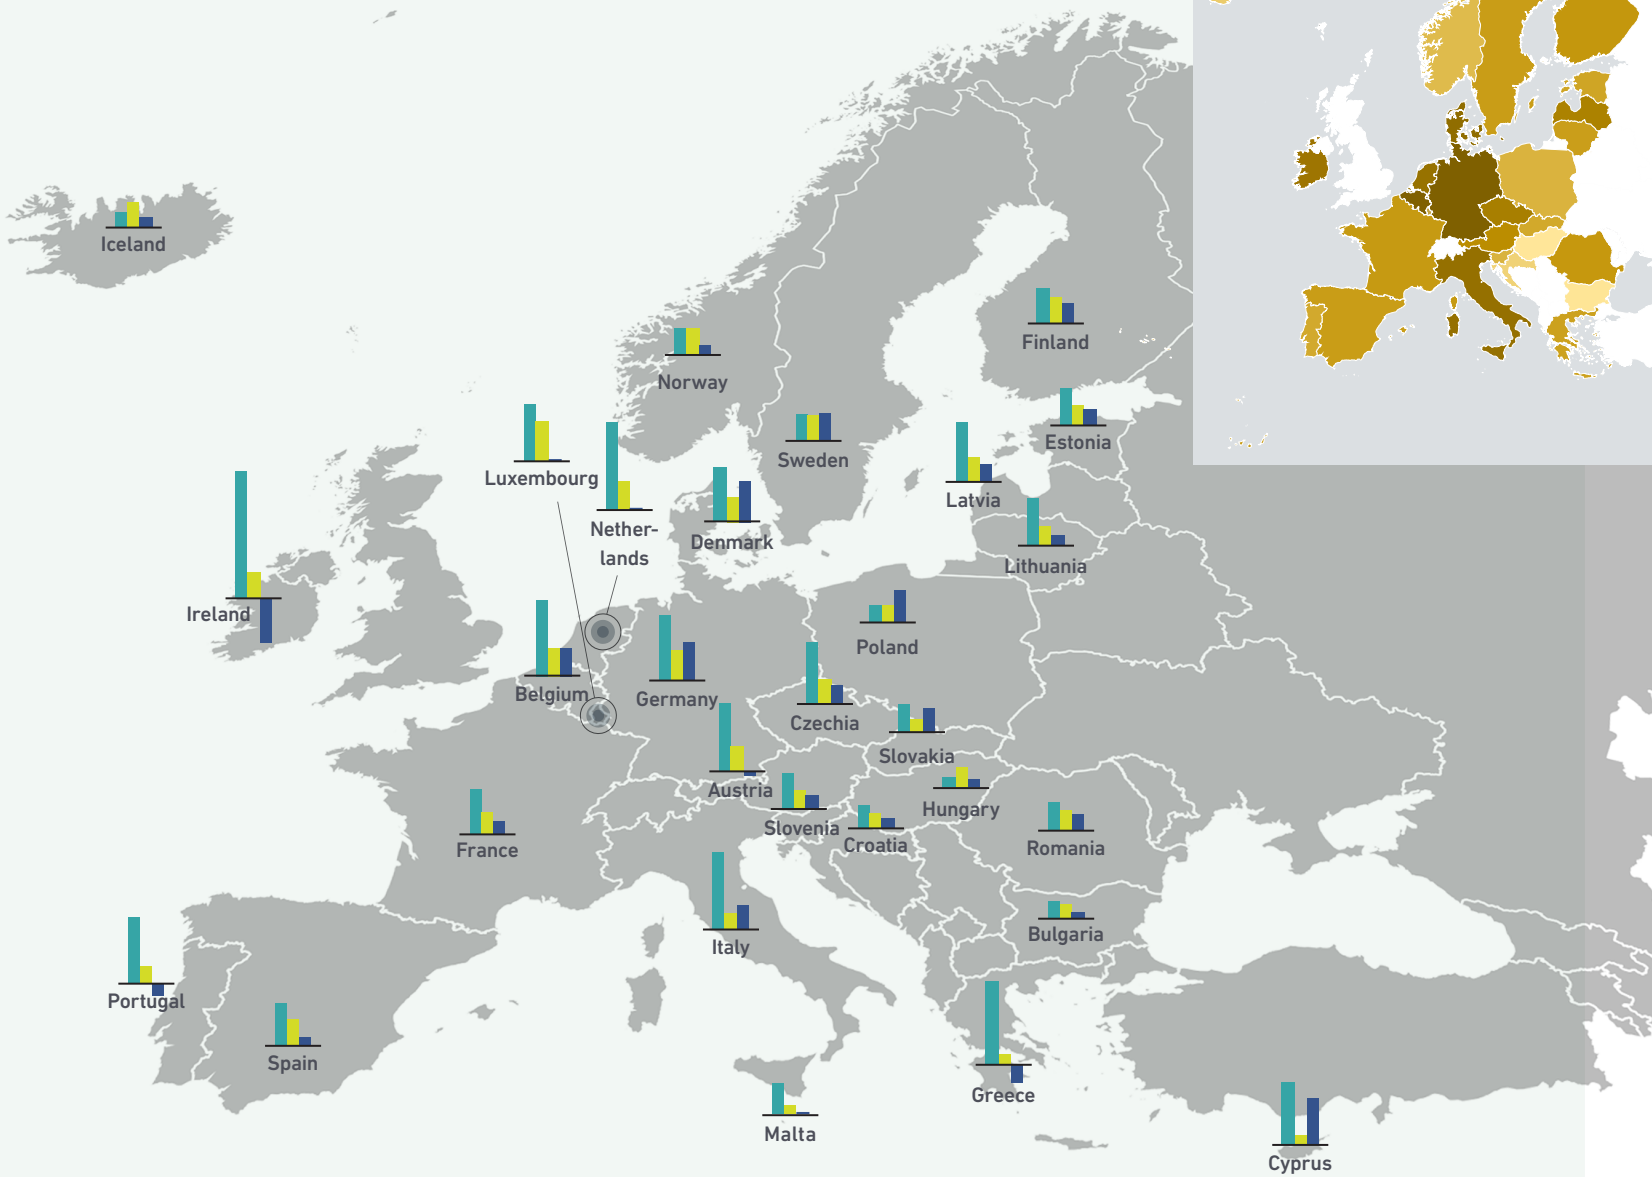 Iceland
Finland
Norway
Estonia
Sweden
Luxembourg
Latvia
Nether-
lands
Denmark
Lithuania
Ireland
Poland
Belgium
Germany
Czechia
Slovakia
Austria
Hungary
Slovenia
Croatia
Romania
France
Bulgaria
Italy
Portugal
Spain
Greece
Malta
Cyprus